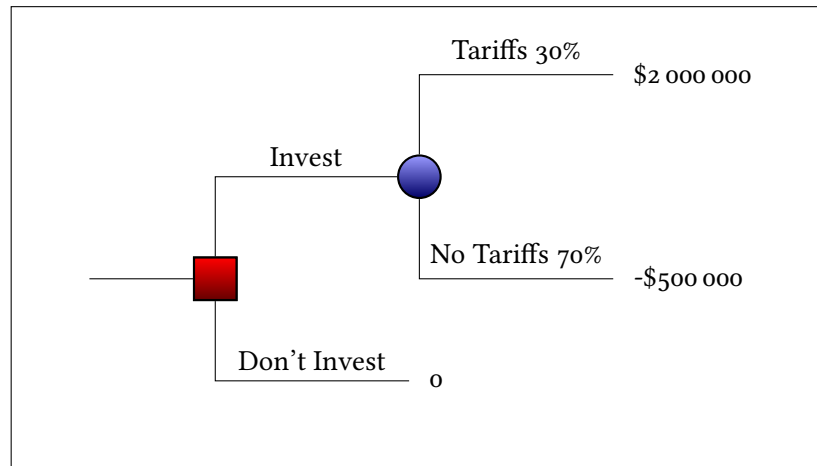 Tariffs 30%
$2 000 000
Invest
No Tariffs 70%
-$500 000
Don't Invest
0